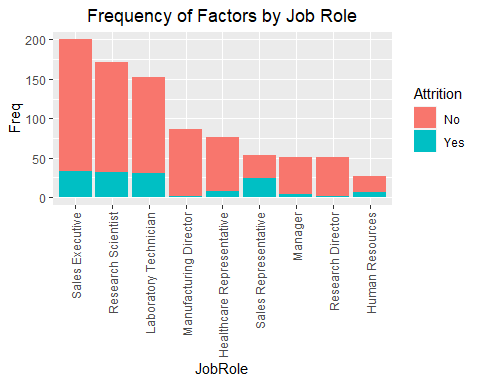 Frequency of Factors by Job Role
Freq
200
150
100
50
0
Sales Executive
Research Scientist
Laboratory Technician
Manufacturing Director
Healthcare Representative
Sales Representative
Manager
Research Director
Human Resources
JobRole
Attrition
No
Yes